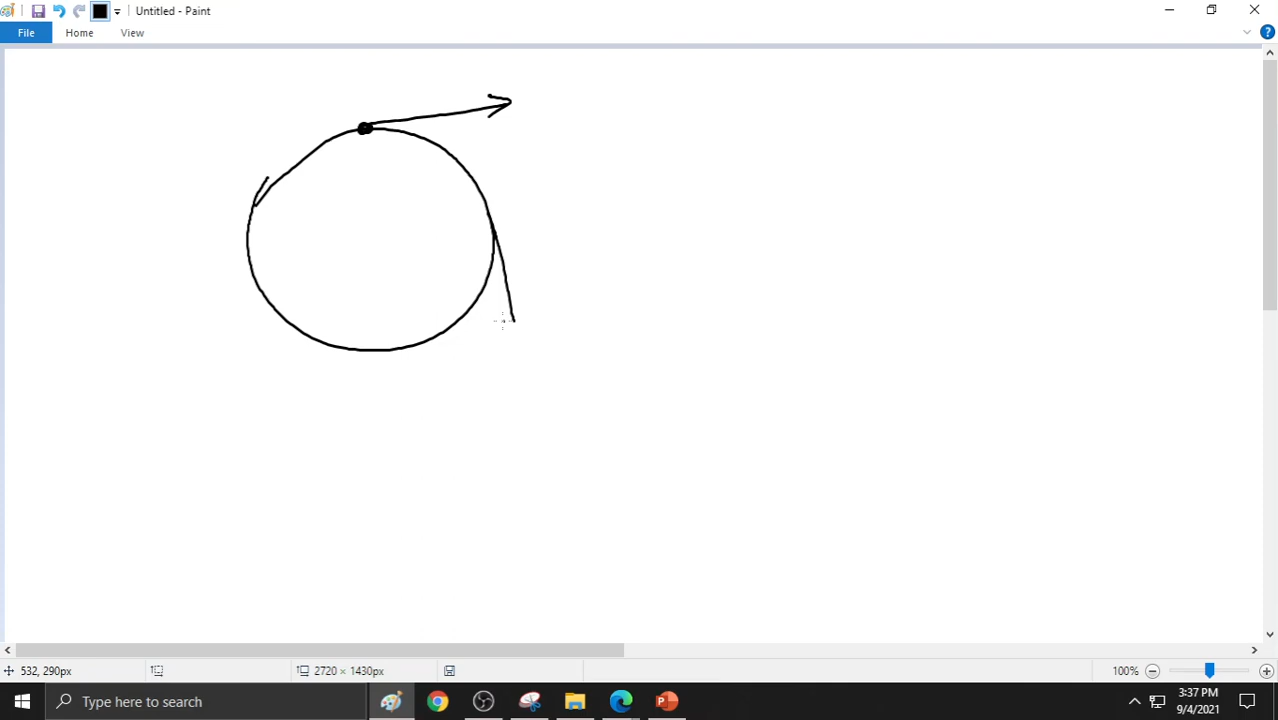 Untitled - Paint
File Home View
532, 290px 2720 × 1430px 100%
Type here to search 3:37 PM
9/4/2021